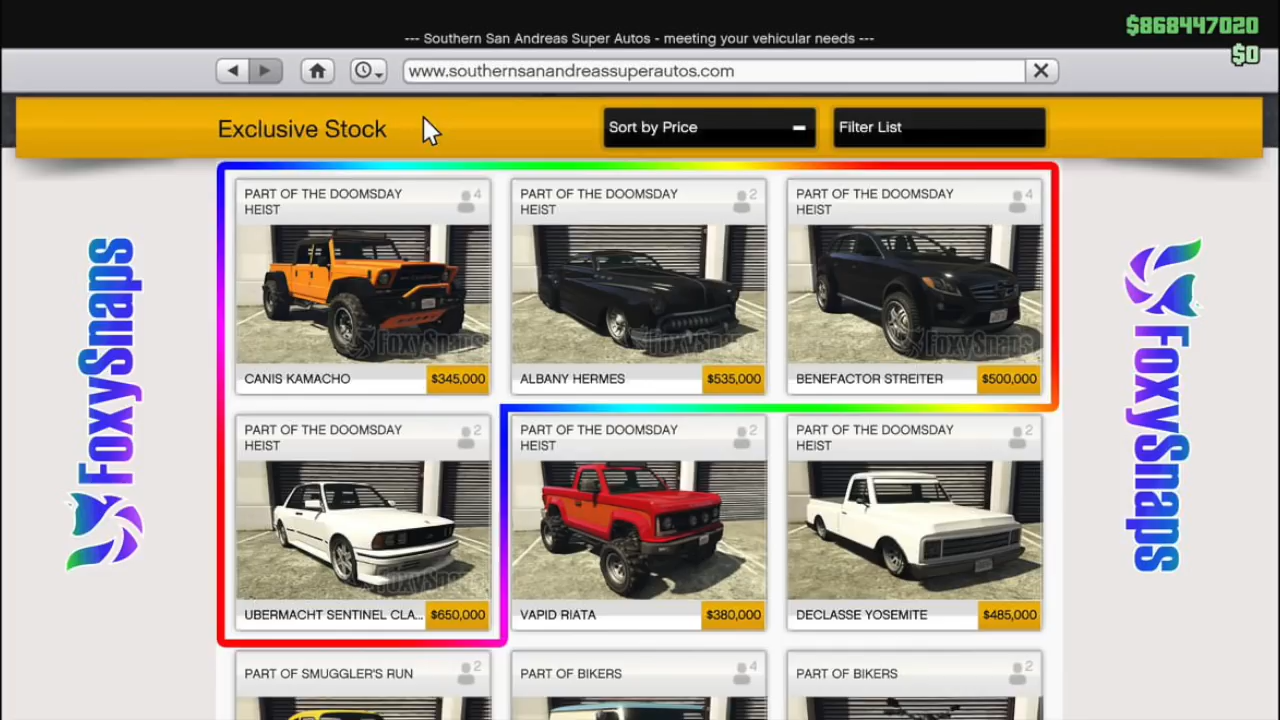 $868447020
--- Southern San Andreas Super Autos - meeting your vehicular needs ---
$0
www.southernsanandreassuperautos.com
Exclusive Stock
Sort by Price
Filter List
PART OF THE DOOMSDAY
HEIST
4
PART OF THE DOOMSDAY
HEIST
2
PART OF THE DOOMSDAY
HEIST
4
FoxySnaps
FoxySnaps
FoxySnaps
CANIS KAMACHO
$345,000
ALBANY HERMES
$535,000
BENEFACTOR STREITER
$500,000
FoxySnaps
FoxySnaps
PART OF THE DOOMSDAY
HEIST
2
PART OF THE DOOMSDAY
HEIST
2
PART OF THE DOOMSDAY
HEIST
2
FoxySnaps
UBERMACHT SENTINEL CLA...
$650,000
VAPID RIATA
$380,000
DECLASSE YOSEMITE
$485,000
PART OF SMUGGLER'S RUN
2
PART OF BIKERS
4
PART OF BIKERS
2